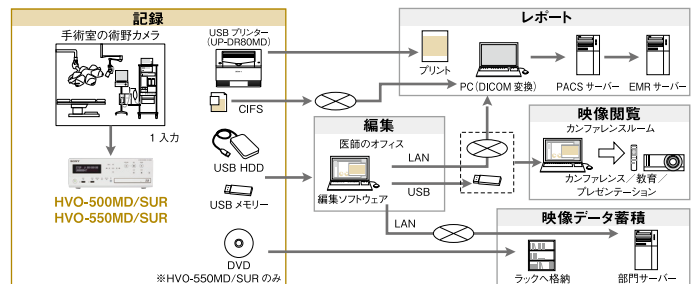 記録
手術室の術野カメラ
1 入力
HVO-500MD/SUR
HVO-550MD/SUR
USB プリンター
(UP-DR80MD)
CIFS
USB HDD
USB メモリー
DVD
※HVO-550MD/SUR のみ
レポート
プリント
PC(DICOM 変換)
PACS サーバー
EMR サーバー
編集
医師のオフィス
編集ソフトウェア
LAN
USB
LAN
映像閲覧
カンファレンスルーム
カンファレンス/教育/
プレゼンテーション
映像データ蓄積
ラックへ格納
部門サーバー